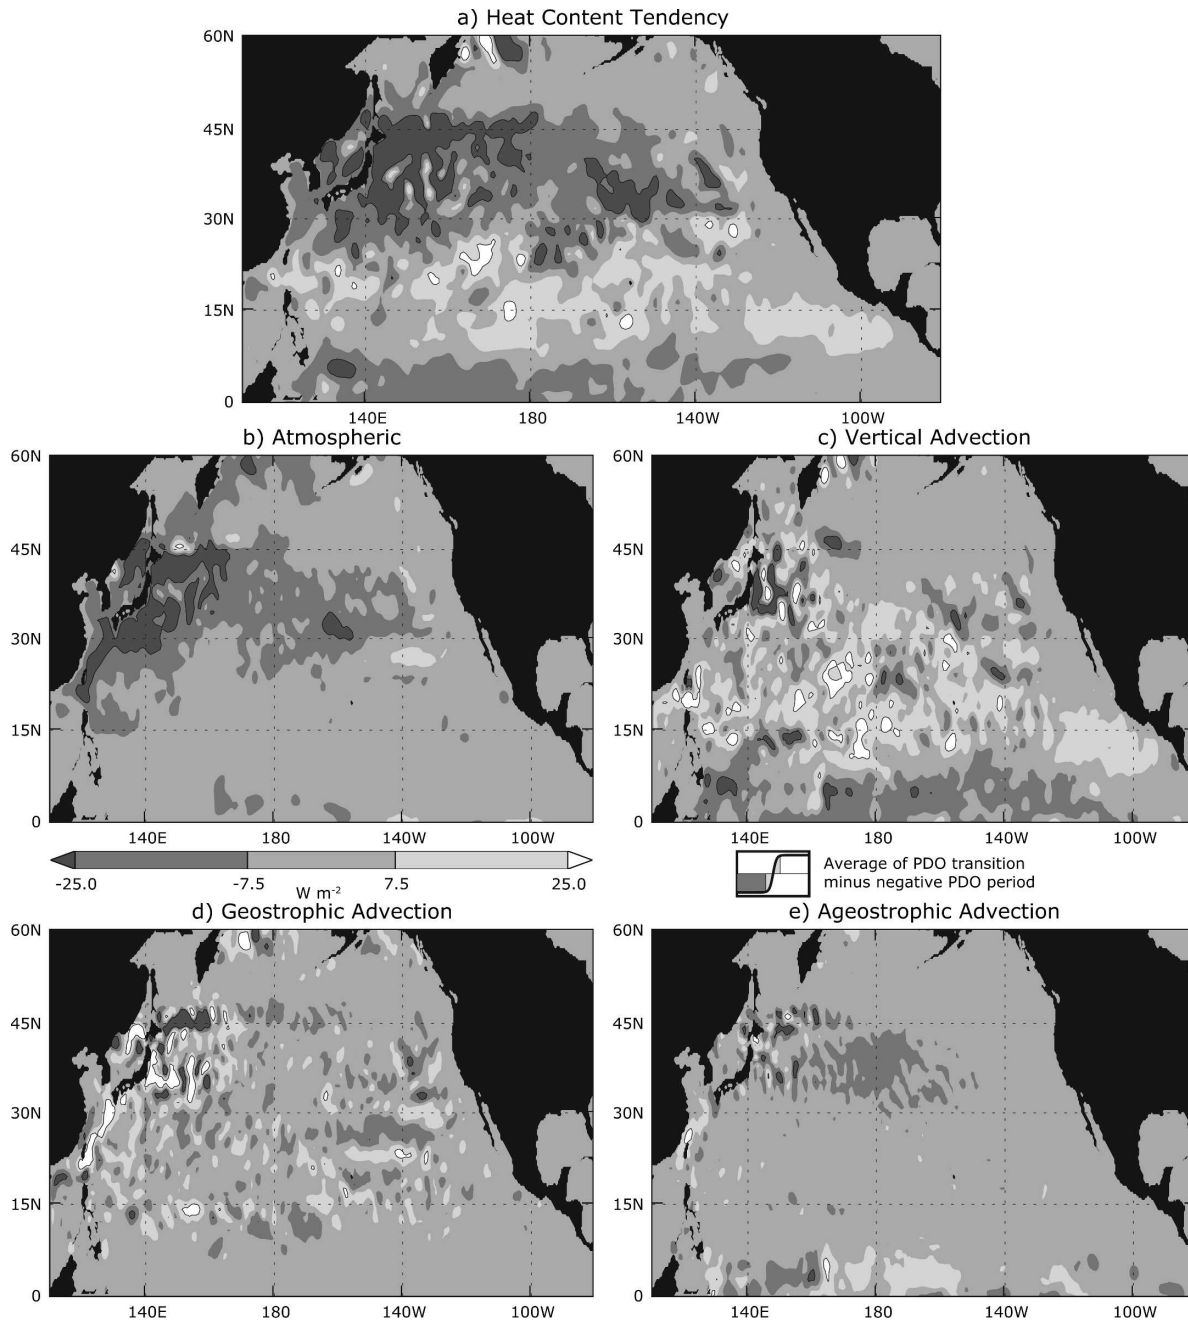 a) Heat Content Tendency
60N
45N
30N
15N
0
140E 180 140W 100W
b) Atmospheric
60N
45N
30N
15N
0
140E 180 140W 100W
c) Vertical Advection
60N
45N
30N
15N
0
140E 180 140W 100W
-25.0 -7.5 7.5 25.0
W m-2
Average of PDO transition
minus negative PDO period
d) Geostrophic Advection
60N
45N
30N
15N
0
140E 180 140W 100W
e) Ageostrophic Advection
60N
45N
30N
15N
0
140E 180 140W 100W